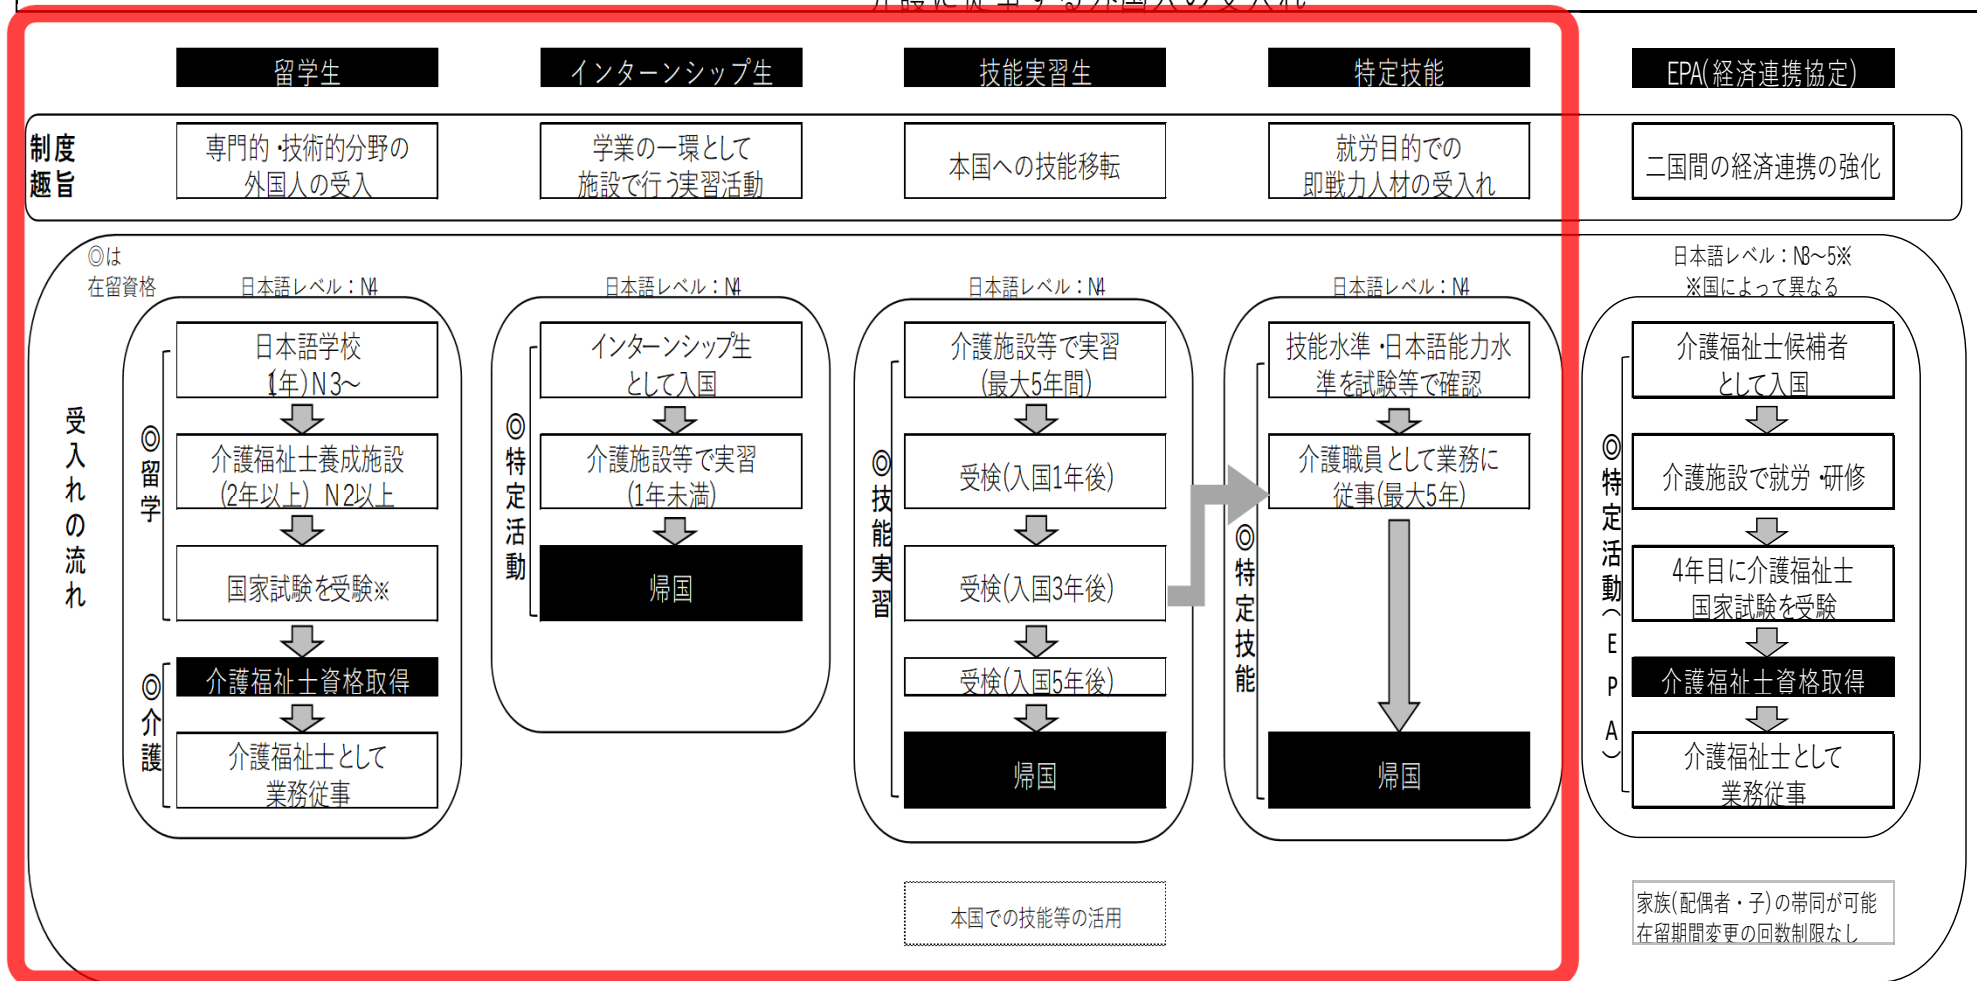 介護に従事する外国人の受入れ
留学生
インターンシップ生
技能実習生
特定技能
EPA(経済連携協定)
制度
趣旨
専門的・技術的分野の
外国人の受入
学業の一環として
施設で行う実習活動
本国への技能移転
就労目的での
即戦力人材の受入れ
二国間の経済連携の強化
◎は
在留資格
受入れの流れ
日本語レベル：N4
◎留学
日本語学校
(1年)N3～
介護福祉士養成施設
(2年以上) N2以上
国家試験を受験※
◎介護
介護福祉士資格取得
介護福祉士として
業務従事
日本語レベル：N4
◎特定活動
インターンシップ生
として入国
介護施設等で実習
(1年未満)
帰国
日本語レベル：N4
◎技能実習
介護施設等で実習
(最大5年間)
受検(入国1年後)
受検(入国3年後)
受検(入国5年後)
帰国
本国での技能等の活用
日本語レベル：N4
◎特定技能
技能水準・日本語能力水
準を試験等で確認
介護職員として業務に
従事(最大5年)
帰国
日本語レベル：N3～5※
※国によって異なる
◎特定活動(EPA)
介護福祉士候補者
として入国
介護施設で就労・研修
4年目に介護福祉士
国家試験を受験
介護福祉士資格取得
介護福祉士として
業務従事
家族(配偶者・子)の帯同が可能
在留期間変更の回数制限なし